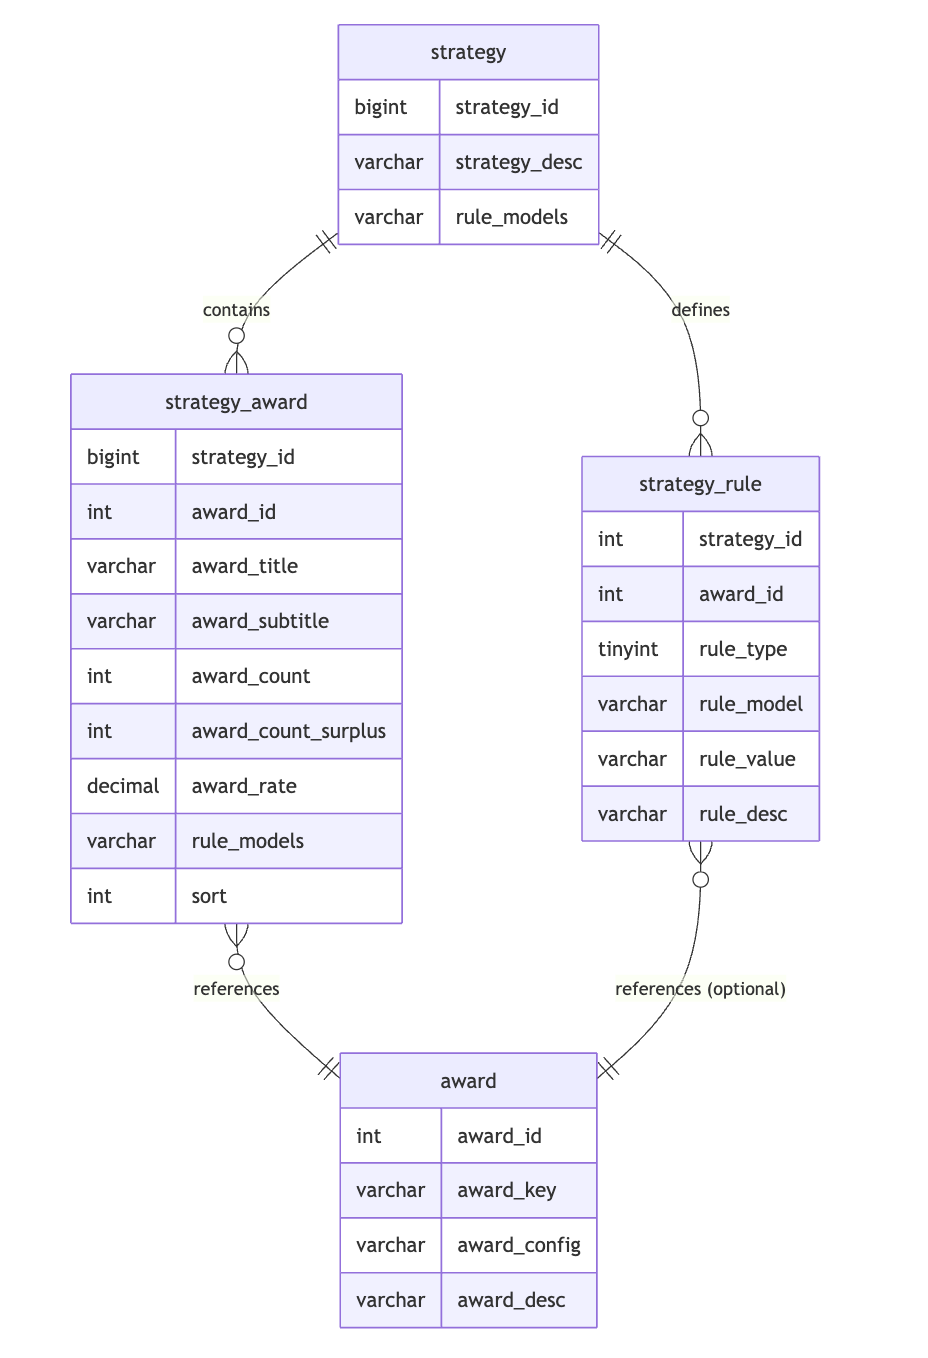 strategy
bigint strategy_id
varchar strategy_desc
varchar rule_models
contains
defines
strategy_award
bigint strategy_id
int award_id
varchar award_title
varchar award_subtitle
int award_count
int award_count_surplus
decimal award_rate
varchar rule_models
int sort
strategy_rule
int strategy_id
int award_id
tinyint rule_type
varchar rule_model
varchar rule_value
varchar rule_desc
references
references (optional)
award
int award_id
varchar award_key
varchar award_config
varchar award_desc